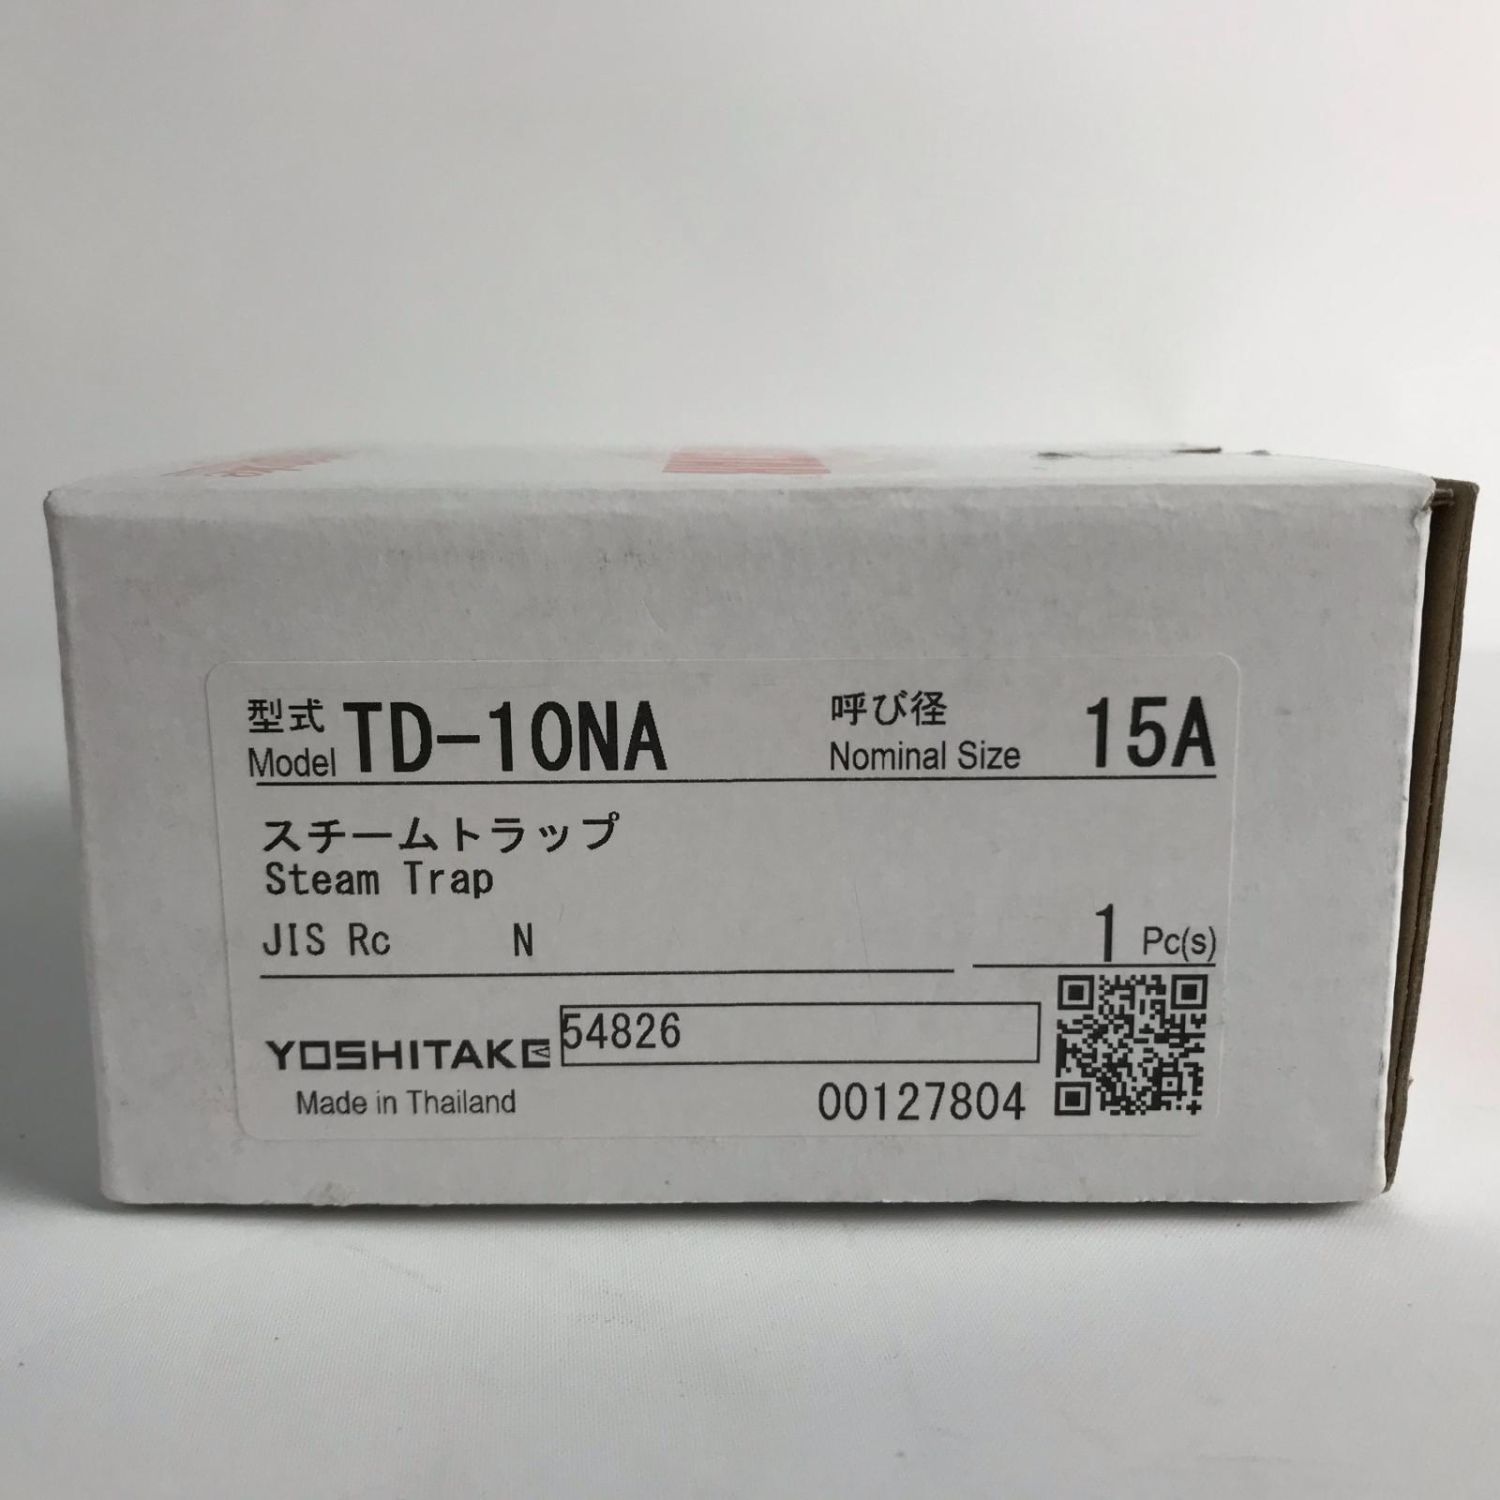 型式 TD-10NA 呼び径 15A
Model Nominal Size
スチームトラップ
Steam Trap
JIS Rc N 1 Pc(s)
YOSHITAKE 54826
Made in Thailand 00127804